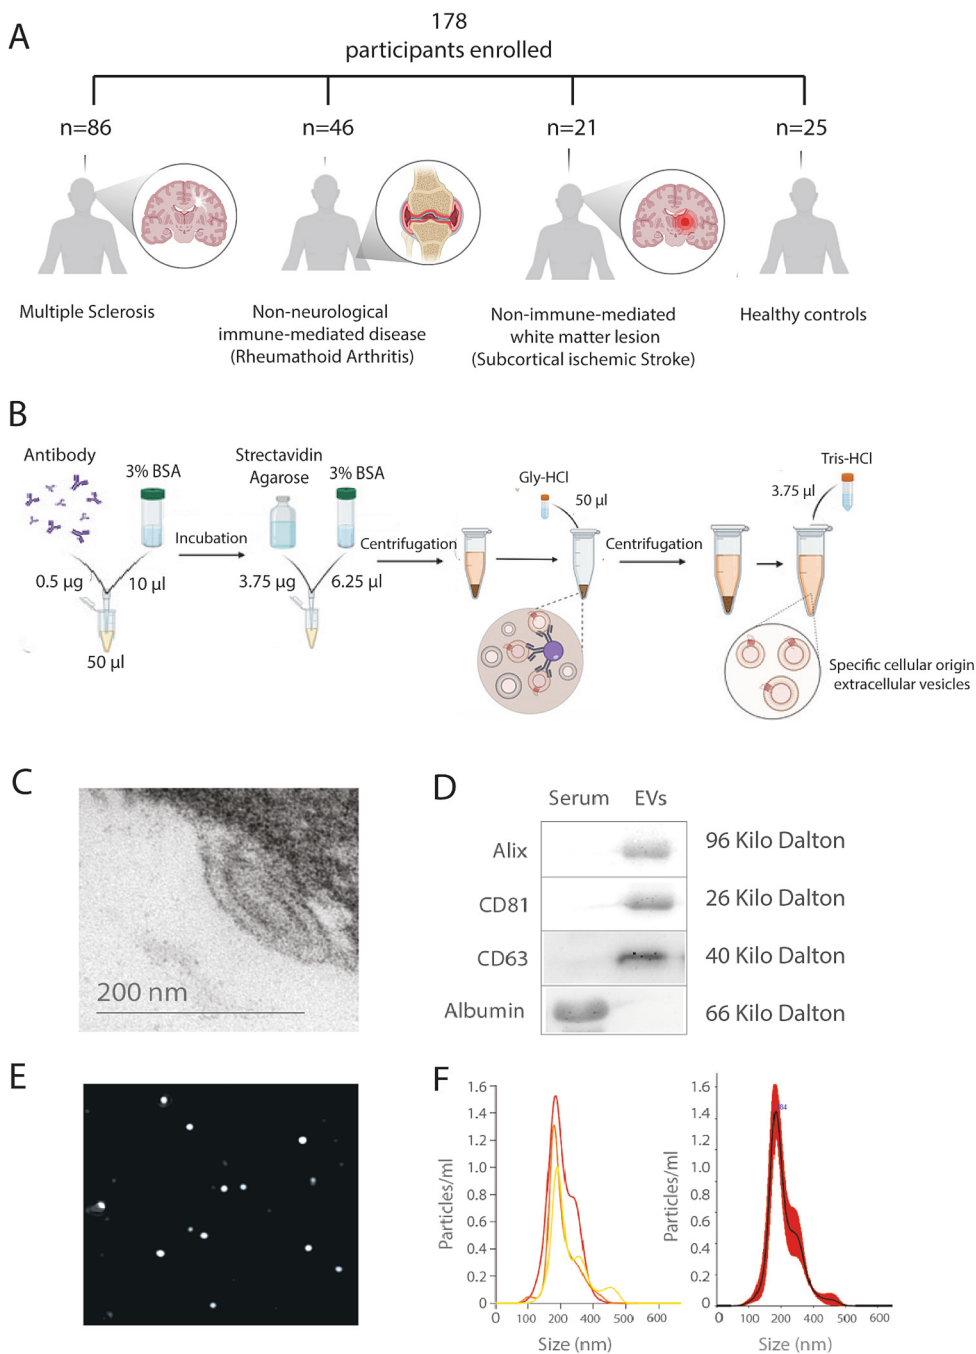 A
178
participants enrolled
n=86
n=46
n=21
n=25
Multiple Sclerosis
Non-neurological
immune-mediated disease
(Rheumathoid Arthritis)
Non-immune-mediated
white matter lesion
(Subcortical ischemic Stroke)
Healthy controls
B
Antibody
3% BSA
0.5 µg
10 µl
50 µl
Incubation
Strectavidin
Agarose
3% BSA
3.75 µg
6.25 µl
Centrifugation
Gly-HCl
50 µl
Centrifugation
Tris-HCl
3.75 µl
Specific cellular origin
extracellular vesicles
C
200 nm
D
Serum
EVs
Alix
96 Kilo Dalton
CD81
26 Kilo Dalton
CD63
40 Kilo Dalton
Albumin
66 Kilo Dalton
E
F
Particles/ml
1.6
1.4
1.2
1.0
0.8
0.6
0.4
0.2
0
0 100 200 300 400 500 600
Size (nm)
Particles/ml
1.6
1.4
1.2
1.0
0.8
0.6
0.4
0.2
0
84
0 100 200 300 400 500 600
Size (nm)